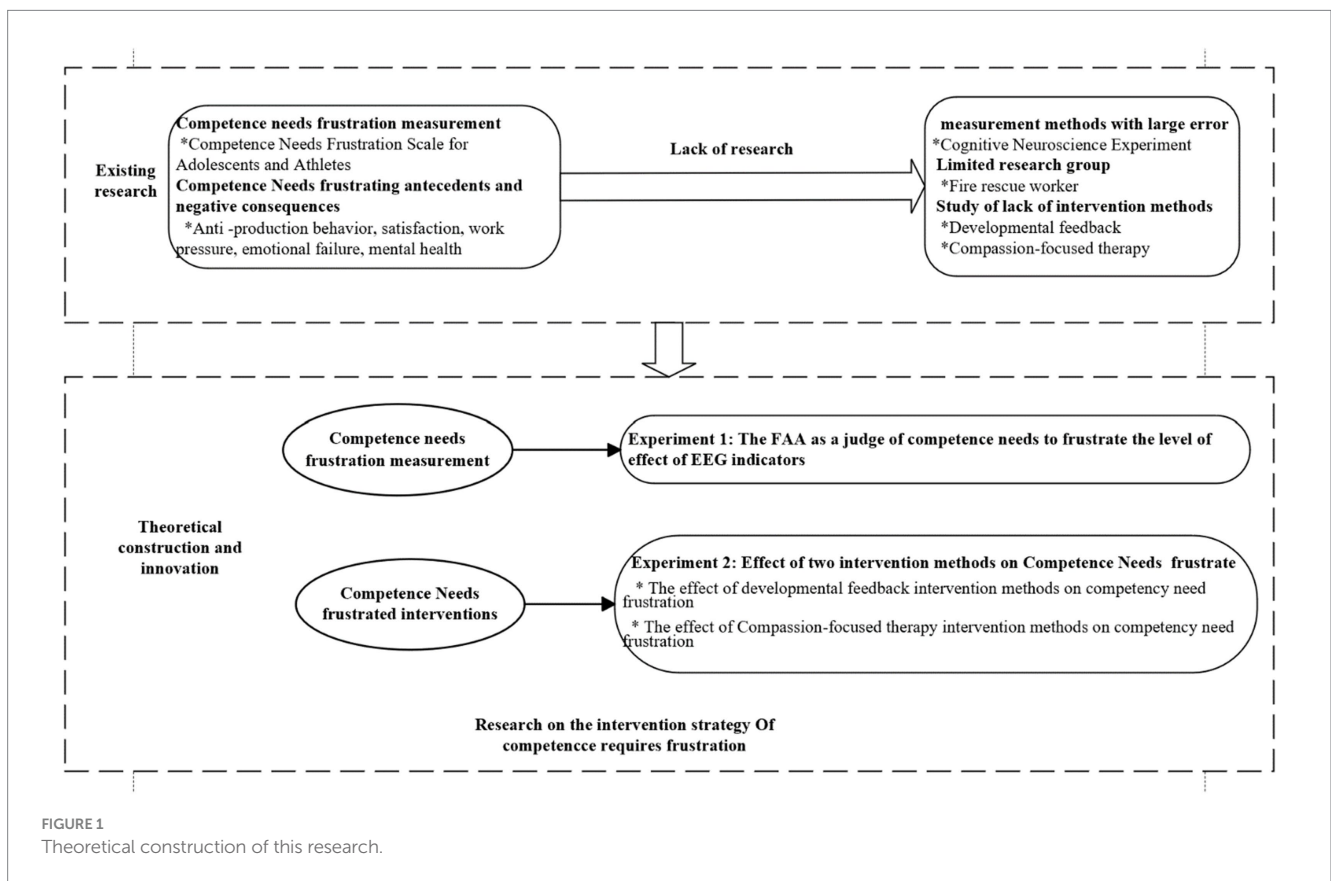 Existing
research
Competence needs frustration measurement
*Competence Needs Frustration Scale for
Adolescents and Athletes
Competence Needs frustrating antecedents and
negative consequences
*Anti -production behavior, satisfaction, work
pressure, emotional failure, mental health
Lack of research
measurement methods with large error
*Cognitive Neuroscience Experiment
Limited research group
*Fire rescue worker
Study of lack of intervention methods
*Developmental feedback
*Compassion-focused therapy
Theoretical
construction and
innovation
Competence needs
frustration measurement
Experiment 1: The FAA as a judge of competence needs to frustrate the level of
effect of EEG indicators
Competence Needs
frustrated interventions
Experiment 2: Effect of two intervention methods on Competence Needs frustrate
* The effect of developmental feedback intervention methods on competency need
frustration
* The effect of Compassion-focused therapy intervention methods on competency need
frustration
Research on the intervention strategy Of
competencce requires frustration
FIGURE 1
Theoretical construction of this research.